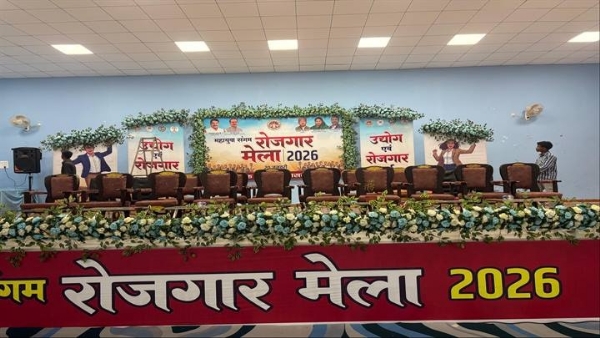 उद्योग
एवं
रोजगार
महायुवा संगम रोजगार
मेला 2026
उद्योग
एवं
रोजगार
गम रोजगार मेला 2026